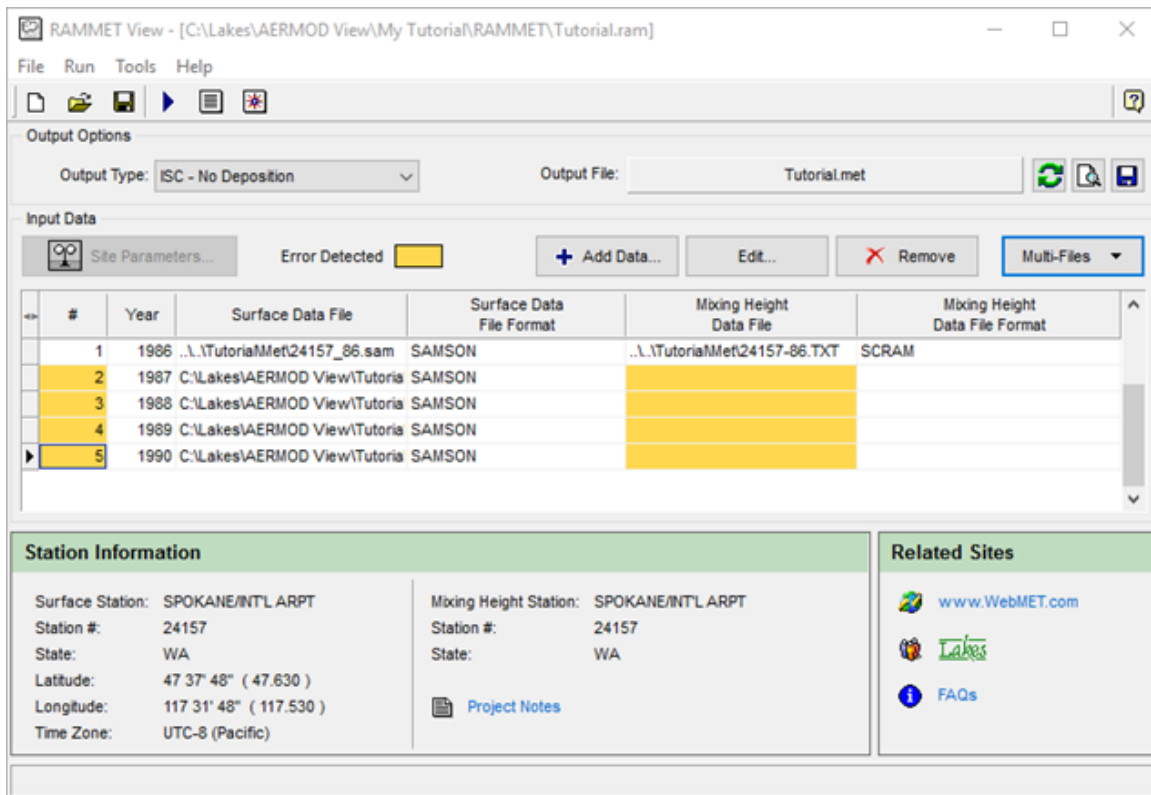 RAMMET View - [C:\Lakes\AERMOD View\My Tutorial\RAMMET\Tutorial.ram]
File Run Tools Help
Output Options
Output Type: ISC - No Deposition Output File: Tutorial.met
Input Data
Site Parameters... Error Detected Add Data... Edit... Remove Multi-Files
# Year Surface Data File Surface Data File Format Mixing Height Data File Mixing Height Data File Format
1 1986 ..\..\Tutorial\Met\24157_86.sam SAMSON ..\..\Tutorial\Met\24157-86.TXT SCRAM
2 1987 C:\Lakes\AERMOD View\Tutoria SAMSON
3 1988 C:\Lakes\AERMOD View\Tutoria SAMSON
4 1989 C:\Lakes\AERMOD View\Tutoria SAMSON
5 1990 C:\Lakes\AERMOD View\Tutoria SAMSON
Station Information
Surface Station: SPOKANE/INT'L ARPT
Station #: 24157
State: WA
Latitude: 47 37' 48" ( 47.630 )
Longitude: 117 31' 48" ( 117.530 )
Time Zone: UTC-8 (Pacific)
Mixing Height Station: SPOKANE/INT'L ARPT
Station #: 24157
State: WA
Project Notes
Related Sites
www.WebMET.com
Lakes
FAQs